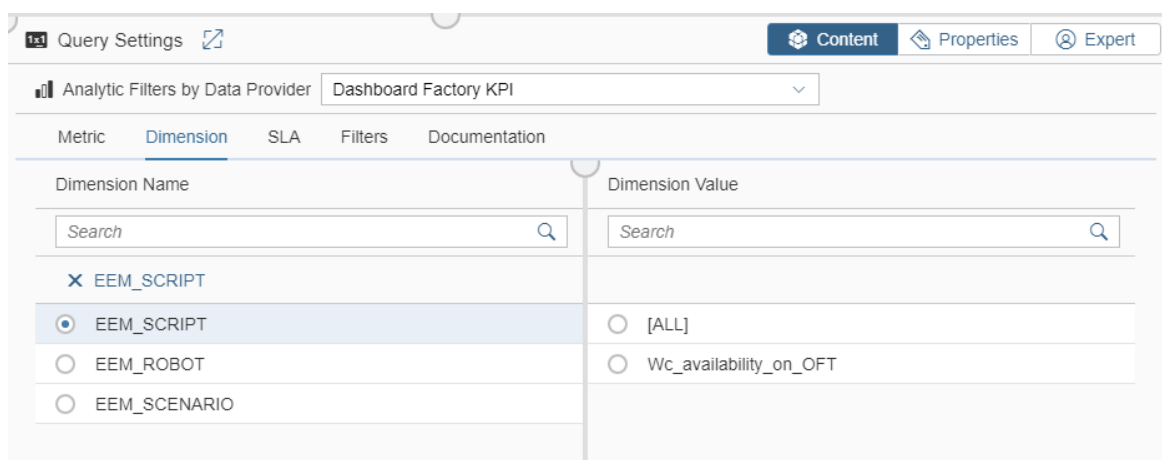 1x1 Query Settings Content Properties Expert
Analytic Filters by Data Provider Dashboard Factory KPI
Metric Dimension SLA Filters Documentation
Dimension Name Dimension Value
Search Search
EEM_SCRIPT
EEM_SCRIPT [ALL]
EEM_ROBOT Wc_availability_on_OFT
EEM_SCENARIO